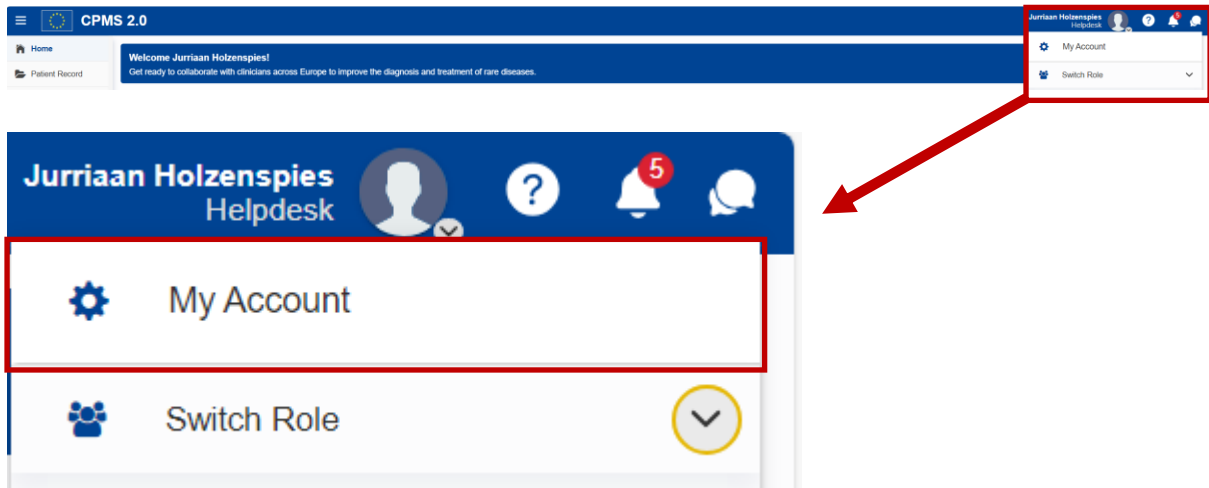 CPMS 2.0
Jurriaan Holzenspies
Helpdesk
?
5
Home
Patient Record
Welcome Jurriaan Holzenspies!
Get ready to collaborate with clinicians across Europe to improve the diagnosis and treatment of rare diseases.
My Account
Switch Role
Jurriaan Holzenspies
Helpdesk
?
5
My Account
Switch Role